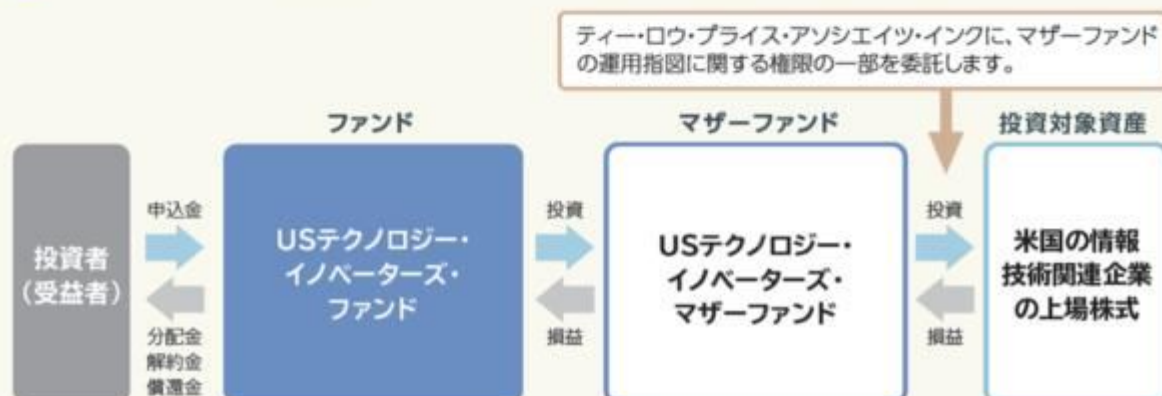 ティー・ロウ・プライス・アソシエイツ・インクに、マザーファンド
の運用指図に関する権限の一部を委託します。
ファンド
マザーファンド
投資対象資産
投資者
(受益者)
申込金
分配金
解約金
償還金
USテクノロジー・
イノベーターズ・
ファンド
投資
損益
USテクノロジー・
イノベーターズ・
マザーファンド
投資
損益
米国の情報
技術関連企業
の上場株式